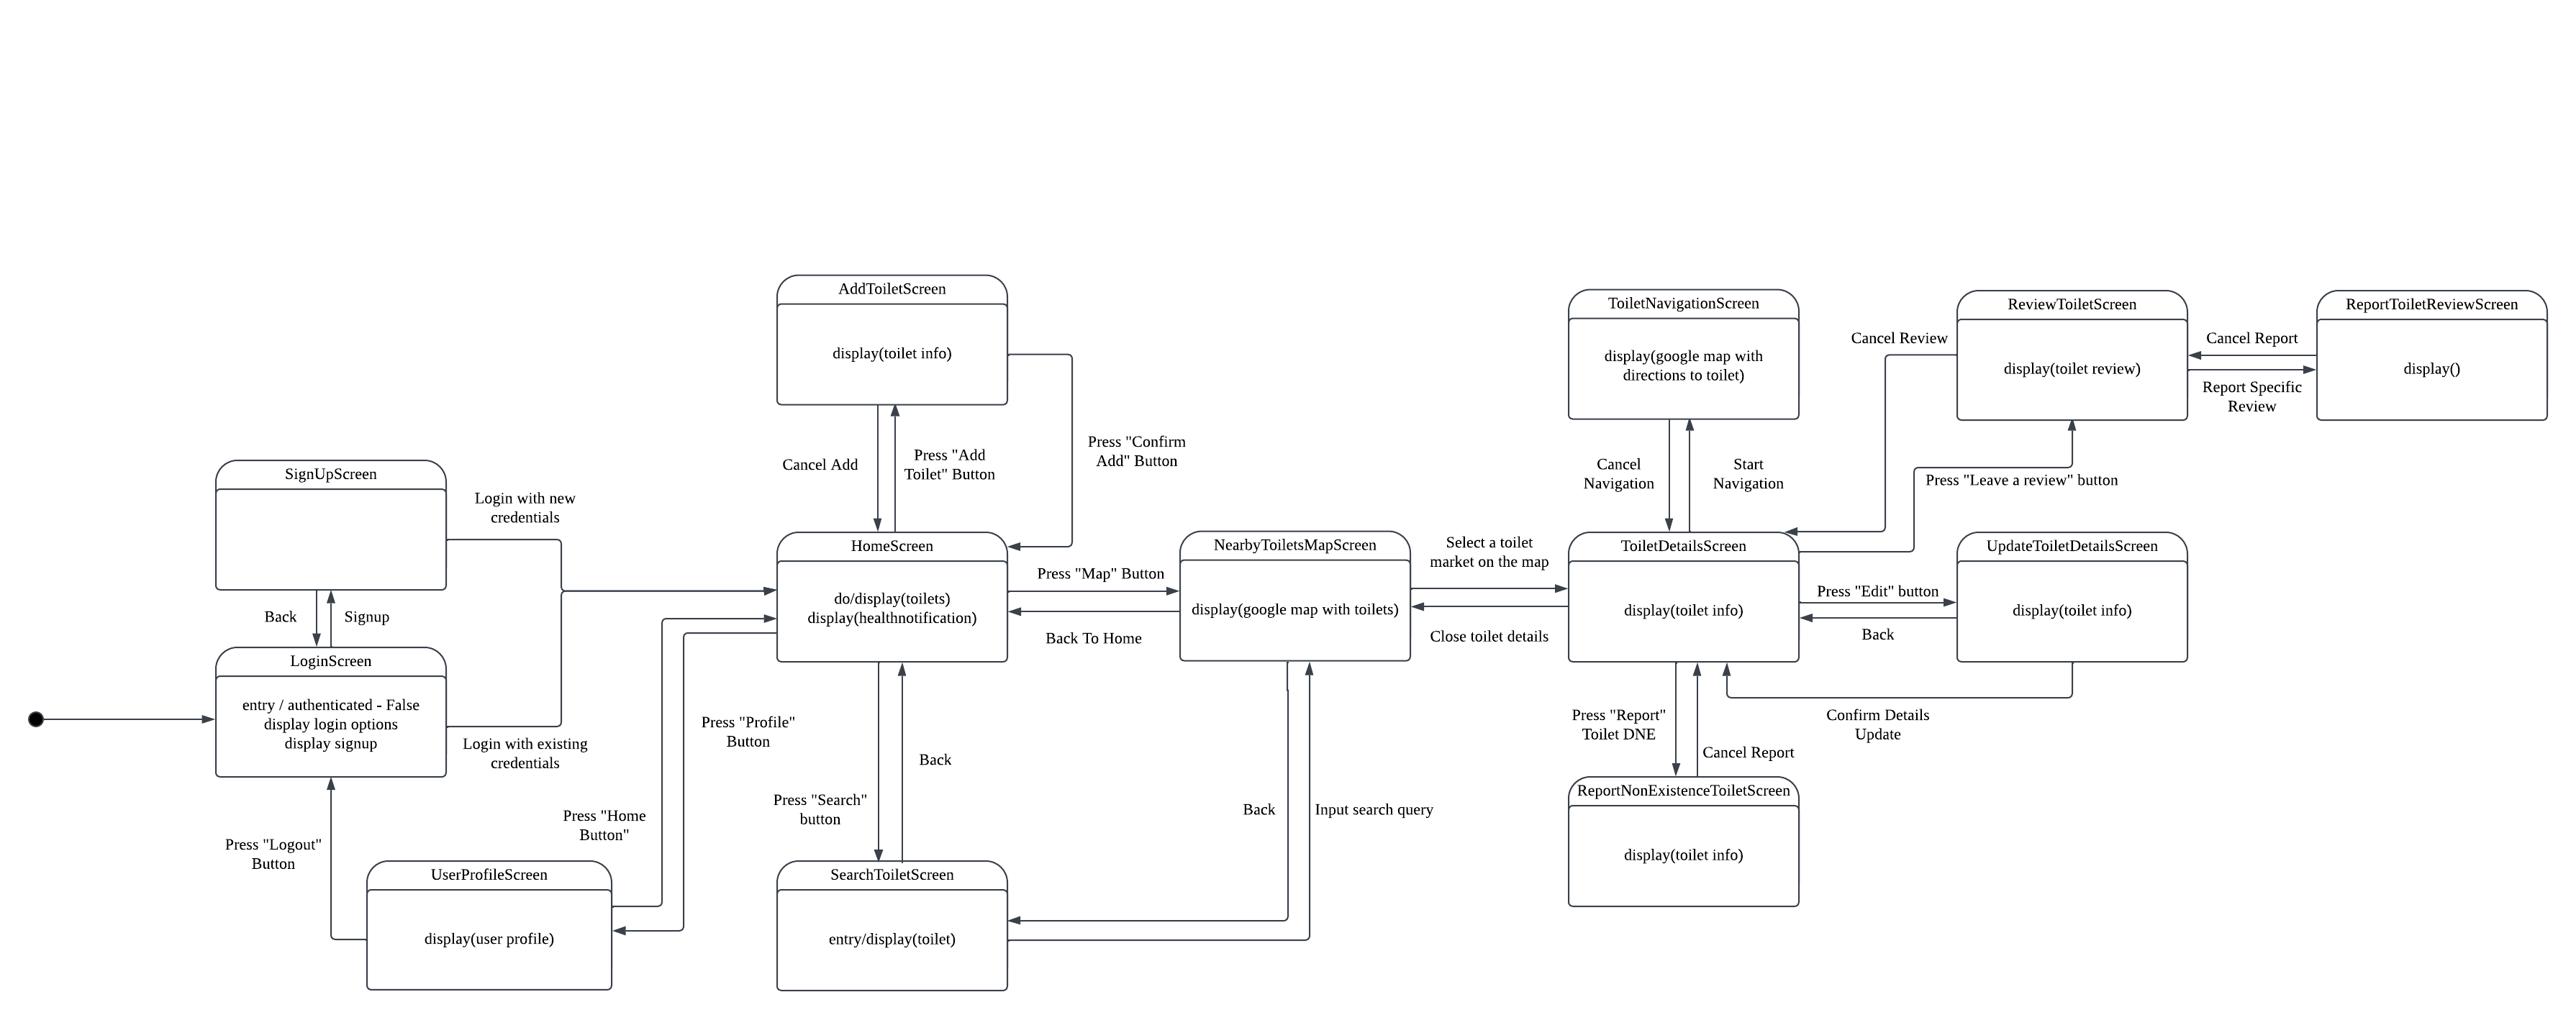 AddToiletScreen
display(toilet info)
Cancel Add
Press "Add
Toilet" Button
Press "Confirm
Add" Button
ToiletNavigationScreen
display(google map with
directions to toilet)
Cancel
Navigation
Start
Navigation
ReviewToiletScreen
display(toilet review)
Cancel Review
Press "Leave a review" button
Cancel Report
Report Specific
Review
ReportToiletReviewScreen
display()
SignUpScreen
Login with new
credentials
Back
Signup
LoginScreen
entry / authenticated - False
display login options
display signup
Login with existing
credentials
HomeScreen
do/display(toilets)
display(healthnotification)
Press "Map" Button
Back To Home
NearbyToiletsMapScreen
display(google map with toilets)
Select a toilet
market on the map
Close toilet details
ToiletDetailsScreen
display(toilet info)
Press "Edit" button
Back
UpdateToiletDetailsScreen
display(toilet info)
Confirm Details
Update
Press "Report"
Toilet DNE
Cancel Report
ReportNonExistenceToiletScreen
display(toilet info)
Press "Logout"
Button
UserProfileScreen
display(user profile)
Press "Home
Button"
Press "Profile"
Button
Press "Search"
button
Back
SearchToiletScreen
entry/display(toilet)
Back
Input search query